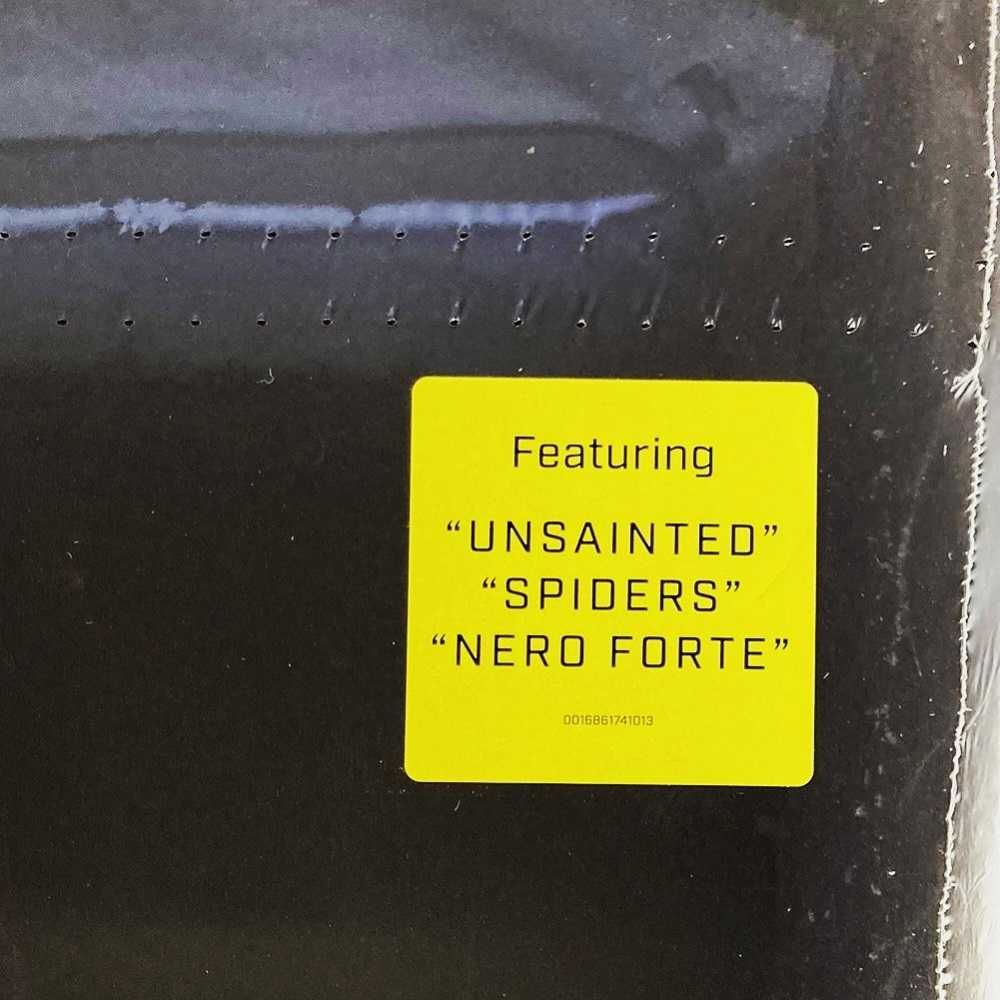 Featuring
“UNSAINTED”
“SPIDERS”
“NERO FORTE”
0016861741013